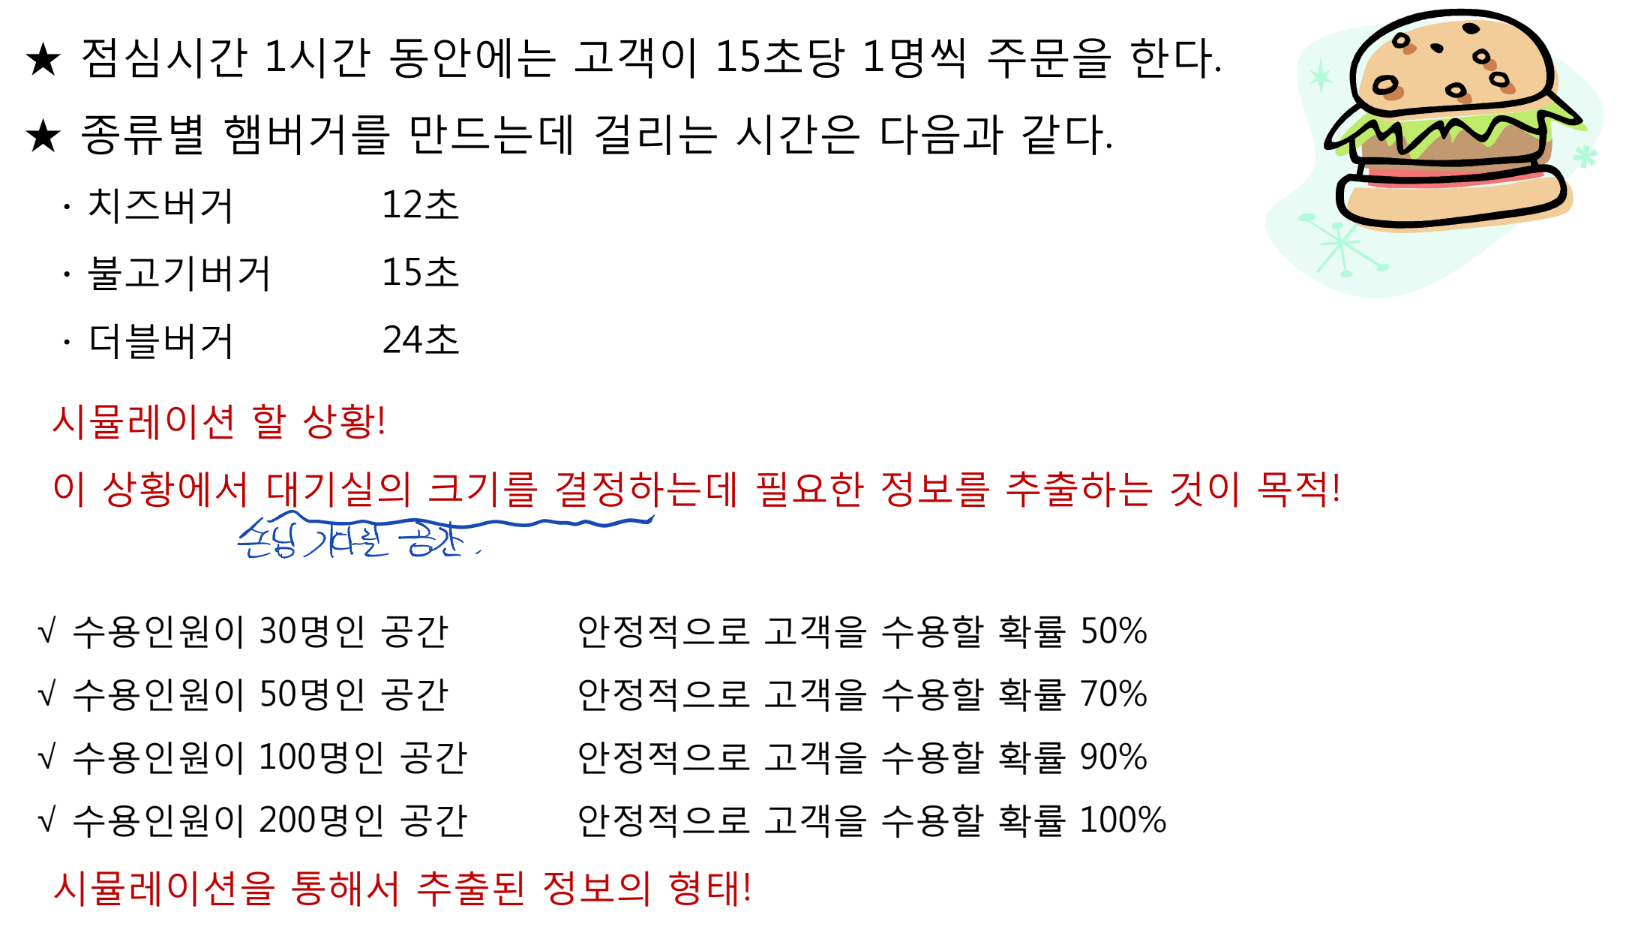 ★ 점심시간 1시간 동안에는 고객이 15초당 1명씩 주문을 한다.
★ 종류별 햄버거를 만드는데 걸리는 시간은 다음과 같다.
· 치즈버거 12초
· 불고기버거 15초
· 더블버거 24초
시뮬레이션 할 상황!
이 상황에서 대기실의 크기를 결정하는데 필요한 정보를 추출하는 것이 목적!
손님 기다릴 공간.
√ 수용인원이 30명인 공간 안정적으로 고객을 수용할 확률 50%
√ 수용인원이 50명인 공간 안정적으로 고객을 수용할 확률 70%
√ 수용인원이 100명인 공간 안정적으로 고객을 수용할 확률 90%
√ 수용인원이 200명인 공간 안정적으로 고객을 수용할 확률 100%
시뮬레이션을 통해서 추출된 정보의 형태!